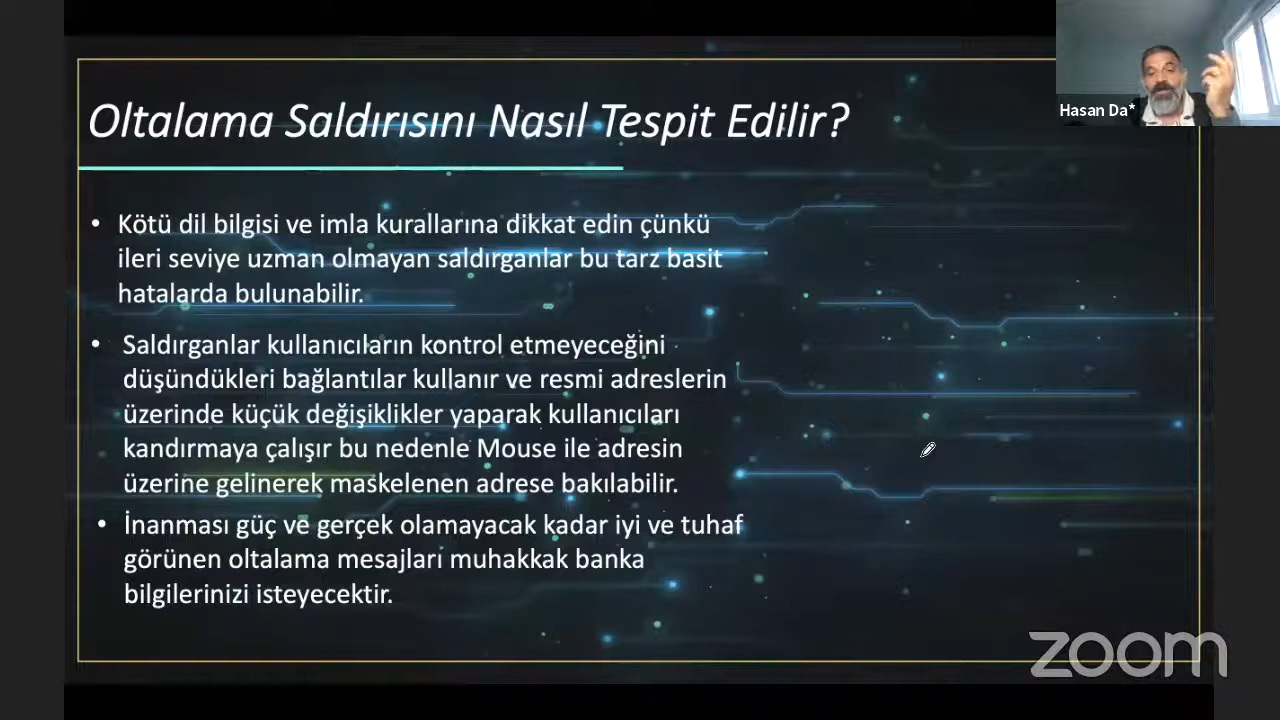 Oltalama Saldırısını Nasıl Tespit Edilir?
Hasan Da*
• Kötü dil bilgisi ve imla kurallarına dikkat edin çünkü
ileri seviye uzman olmayan saldırganlar bu tarz basit
hatalarda bulunabilir.
• Saldırganlar kullanıcıların kontrol etmeyeceğini
düşündükleri bağlantılar kullanır ve resmi adreslerin
üzerinde küçük değişiklikler yaparak kullanıcıları
kandırmaya çalışır bu nedenle Mouse ile adresin
üzerine gelinerek maskelenen adrese bakılabilir.
• İnanması güç ve gerçek olamayacak kadar iyi ve tuhaf
görünen oltalama mesajları muhakkak banka
bilgilerinizi isteyecektir.
zoom